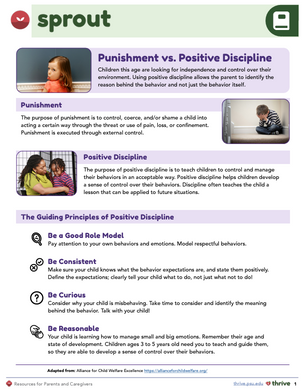 sprout
Punishment vs. Positive Discipline
Children this age are looking for independence and control over their
environment. Using positive discipline allows the parent to identify the
reason behind the behavior and not just the behavior itself.
Punishment
The purpose of punishment is to control, coerce, and/or shame a child into
acting a certain way through the threat or use of pain, loss, or confinement.
Punishment is executed through external control.
Positive Discipline
The purpose of positive discipline is to teach children to control and manage
their behaviors in an acceptable way. Positive discipline helps children develop
a sense of control over their behaviors. Discipline often teaches the child a
lesson that can be applied to future situations.
The Guiding Principles of Positive Discipline
Be a Good Role Model
Pay attention to your own behaviors and emotions. Model respectful behaviors.
Be Consistent
Make sure your child knows what the behavior expectations are, and state them positively.
Define the expectations; clearly tell your child what to do, not just what not to do!
Be Curious
Consider why your child is misbehaving. Take time to consider and identify the meaning
behind the behavior. Talk with your child!
Be Reasonable
Your child is learning how to manage small and big emotions. Remember their age and
state of development. Children ages 3 to 5 years old need you to teach and guide them,
so they are able to develop a sense of control over their behaviors.
Adapted from: Alliance for Child Welfare Excellence https://allianceforchildwelfare.org/
Resources for Parents and Caregivers
thrive.psu.edu
thrive
1